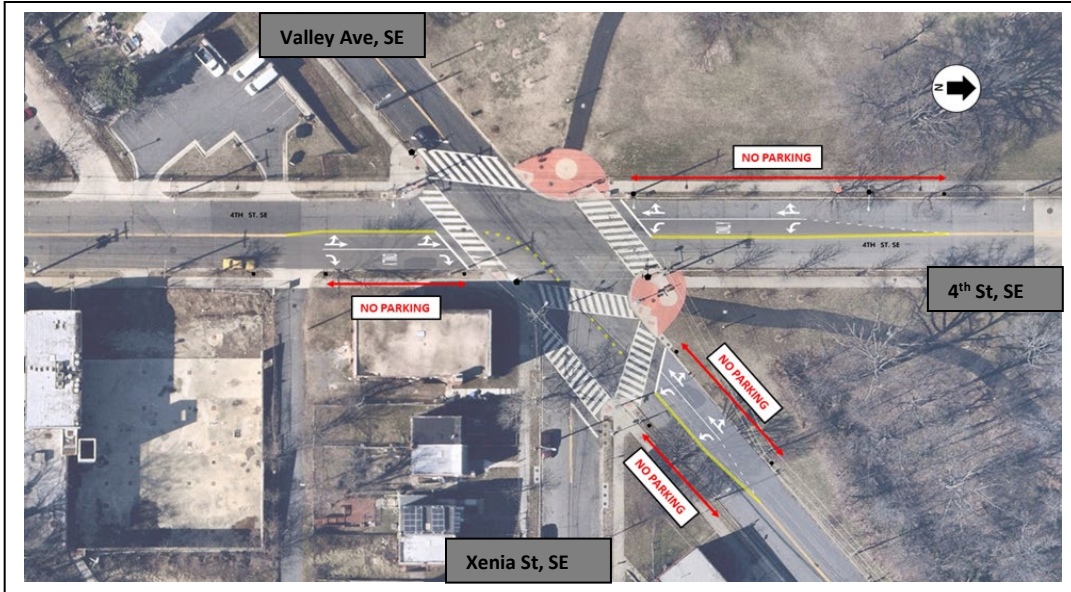 Valley Ave, SE
N
NO PARKING
4TH ST. SE
4TH ST. SE
4th St, SE
NO PARKING
NO PARKING
NO PARKING
Xenia St, SE